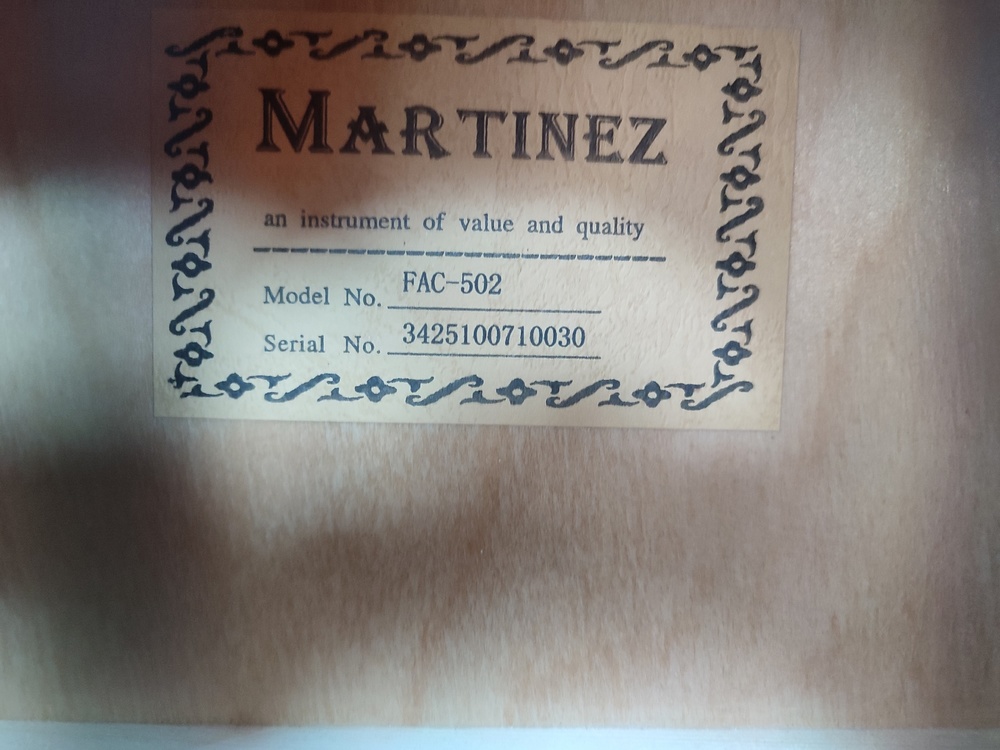 MARTINEZ
an instrument of value and quality
Model No. FAC-502
Serial No. 3425100710030